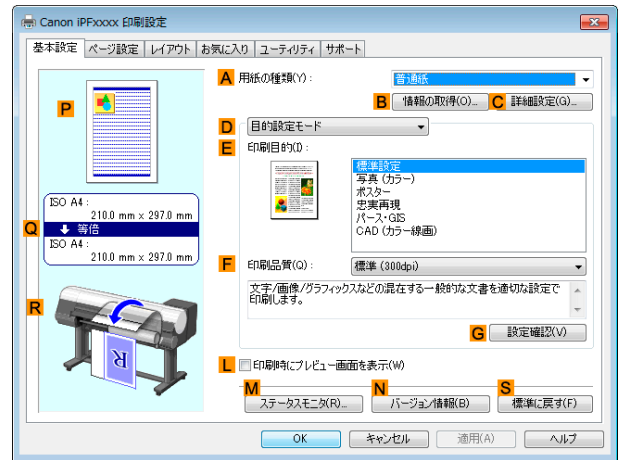 Canon iPFxxxx 印刷設定
基本設定 ページ設定 レイアウト お気に入り ユーティリティ サポート
P
ISO A4 :
210.0 mm x 297.0 mm
Q 等倍
ISO A4 :
210.0 mm x 297.0 mm
R
R
A 用紙の種類(Y) : 普通紙
B 情報の取得(O)... C 詳細設定(G)...
D 目的設定モード
E 印刷目的(I) :
標準設定
写真 (カラー)
ポスター
忠実再現
パース・GIS
CAD (カラー線画)
F 印刷品質(Q) : 標準 (300dpi)
文字/画像/グラフィックスなどの混在する一般的な文書を適切な設定で
印刷します。
G 設定確認(V)
L 印刷時にプレビュー画面を表示(W)
M N S
ステータスモニタ(R)... バージョン情報(B) 標準に戻す(F)
OK キャンセル 適用(A) ヘルプ